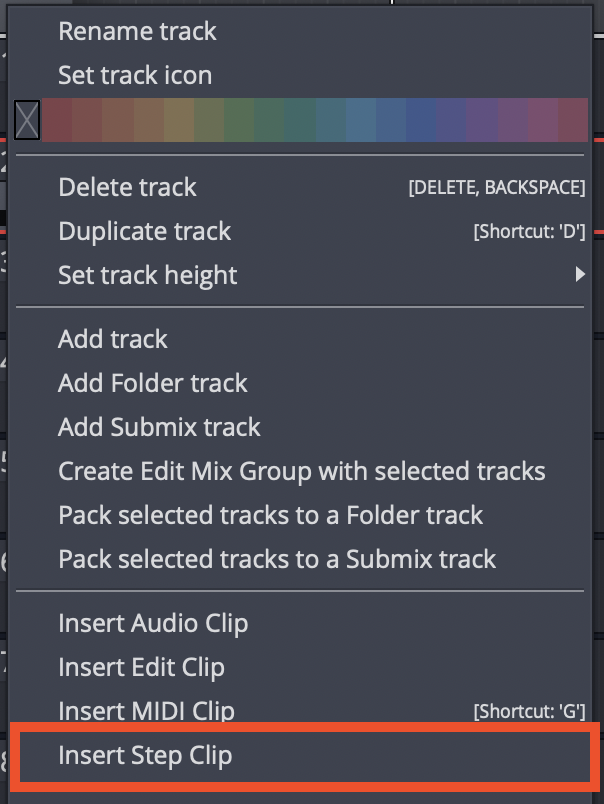 Rename track
Set track icon
Delete track [DELETE, BACKSPACE]
Duplicate track [Shortcut: 'D']
Set track height
Add track
Add Folder track
Add Submix track
Create Edit Mix Group with selected tracks
Pack selected tracks to a Folder track
Pack selected tracks to a Submix track
Insert Audio Clip
Insert Edit Clip
Insert MIDI Clip [Shortcut: 'G']
Insert Step Clip